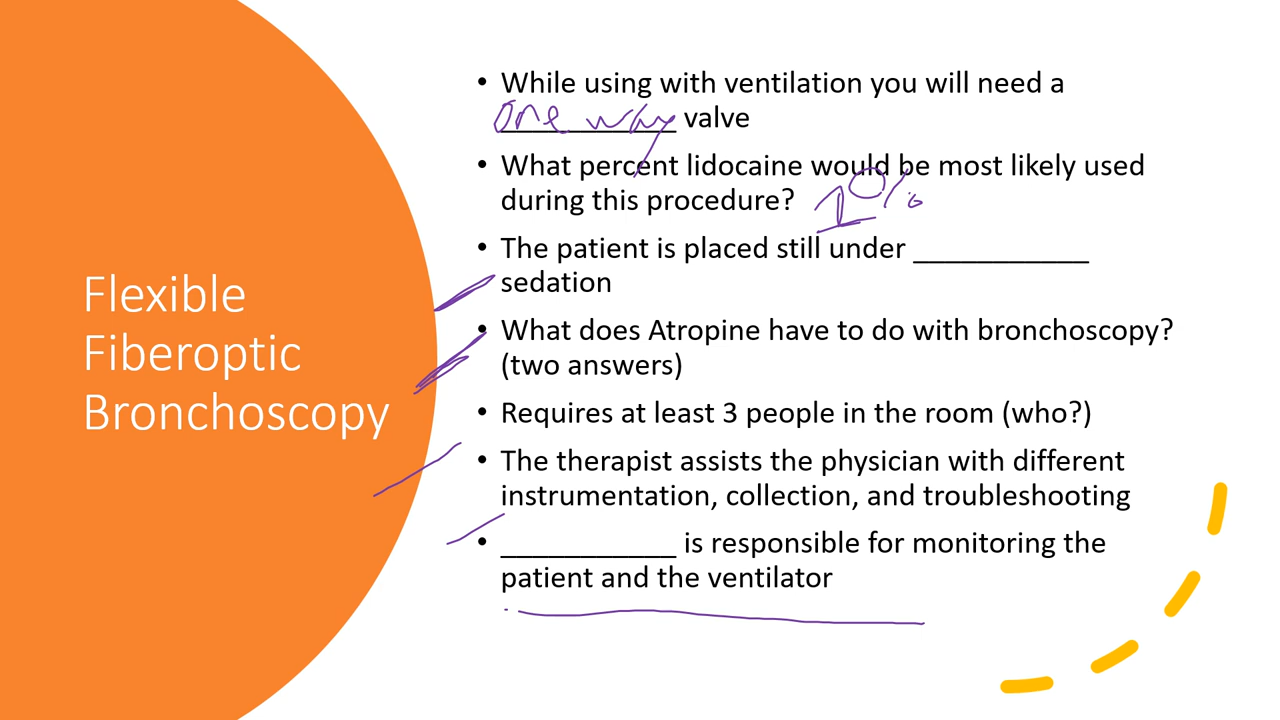 Flexible
Fiberoptic
Bronchoscopy
• While using with ventilation you will need a
one way valve
• What percent lidocaine would be most likely used
during this procedure? 1%
• The patient is placed still under ___________
sedation
• What does Atropine have to do with bronchoscopy?
(two answers)
• Requires at least 3 people in the room (who?)
• The therapist assists the physician with different
instrumentation, collection, and troubleshooting
• ___________ is responsible for monitoring the
patient and the ventilator